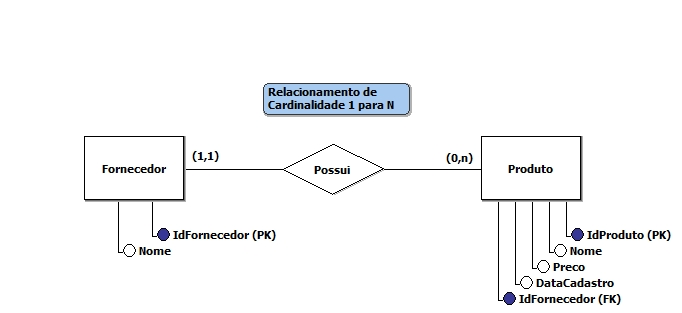 Relacionamento de
Cardinalidade 1 para N
Fornecedor
(1,1)
Possui
(0,n)
Produto
IdFornecedor (PK)
Nome
IdProduto (PK)
Nome
Preco
DataCadastro
IdFornecedor (FK)